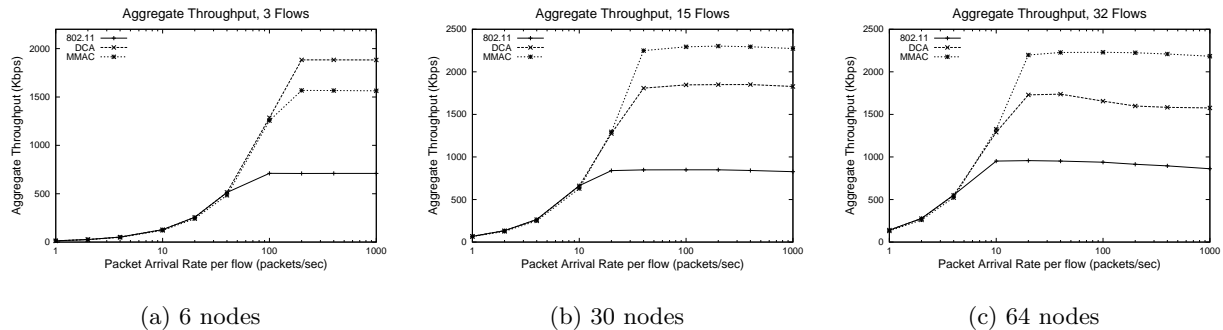 Aggregate Throughput, 3 Flows
802.11
DCA
MMAC
2000
1500
1000
500
0
1
10
100
1000
Aggregate Throughput (Kbps)
Packet Arrival Rate per flow (packets/sec)
(a) 6 nodes
Aggregate Throughput, 15 Flows
802.11
DCA
MMAC
2500
2000
1500
1000
500
0
1
10
100
1000
Aggregate Throughput (Kbps)
Packet Arrival Rate per flow (packets/sec)
(b) 30 nodes
Aggregate Throughput, 32 Flows
802.11
DCA
MMAC
2500
2000
1500
1000
500
0
1
10
100
1000
Aggregate Throughput (Kbps)
Packet Arrival Rate per flow (packets/sec)
(c) 64 nodes